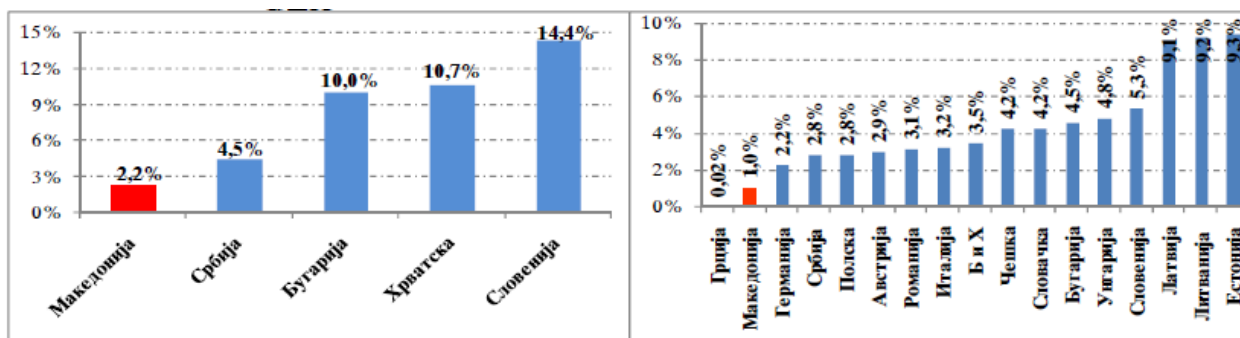 15%
12%
9%
6%
3%
0%
2,2%
4,5%
10,0%
10,7%
14,4%
Македонија
Србија
Бугарија
Хрватска
Словенија
10%
8%
6%
4%
2%
0%
0,02%
1,0%
2,2%
2,8%
2,8%
2,9%
3,1%
3,2%
3,5%
4,2%
4,2%
4,5%
4,8%
5,3%
9,1%
9,2%
9,3%
Грција
Македонија
Германија
Србија
Полска
Австрија
Романија
Италија
Б и Х
Чешка
Словачка
Бугарија
Унгарија
Словенија
Латвија
Литванија
Естонија